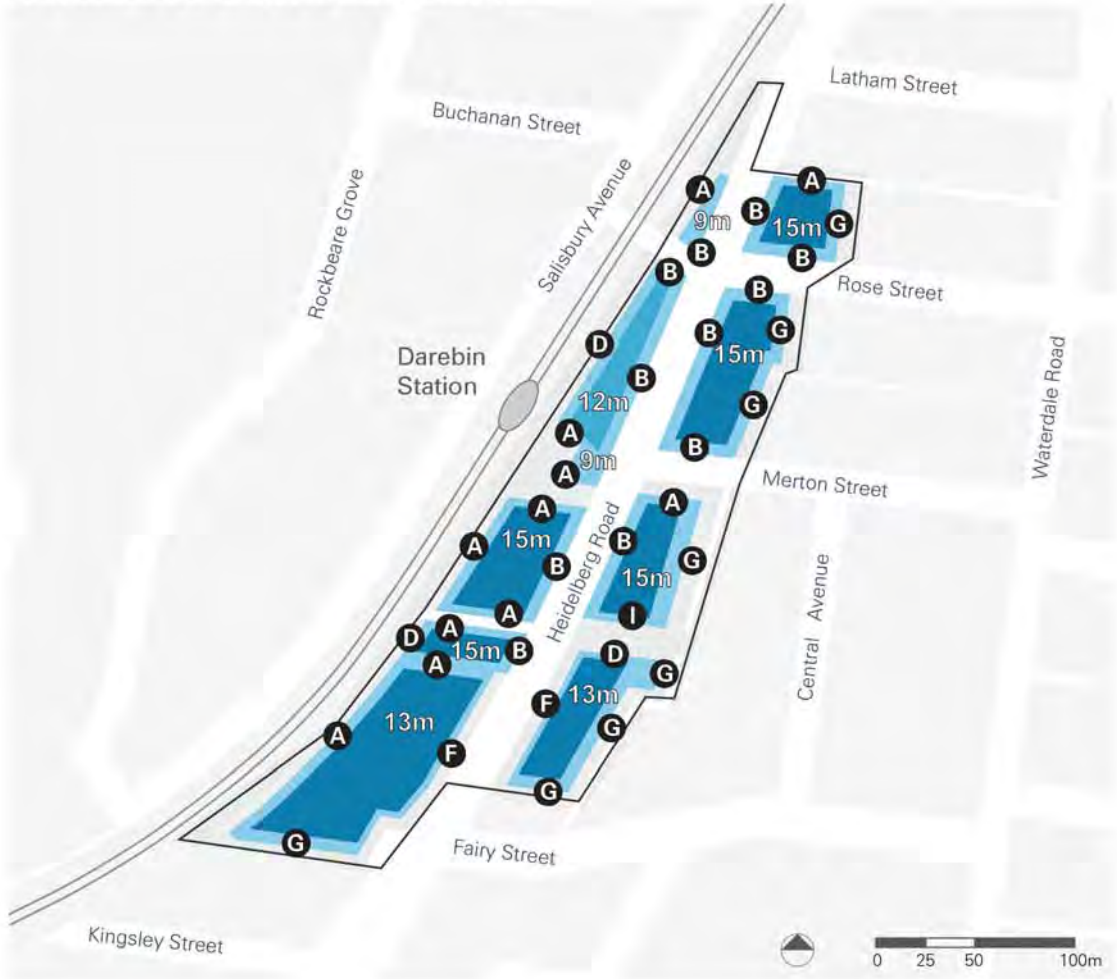 Latham Street
Buchanan Street
Salisbury Avenue
Rockbeare Grove
A
A
B
G
9m
15m
B
B
B
Rose Street
B
D
B
G
15m
Darebin
Station
B
12m
G
A
B
9m
A
Waterdale Road
Merton Street
A
A
15m
A
B
B
G
15m
Heidelberg Road
A
I
Central Avenue
D
A
15m
B
A
D
G
13m
F
13m
A
F
G
G
G
Fairy Street
Kingsley Street
0 25 50 100m